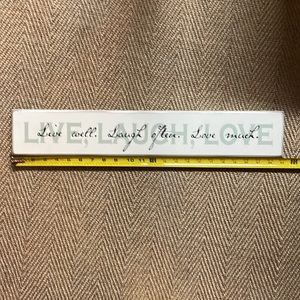 LIVE, LAUGH, LOVE
Live well. Laugh often. Love much.